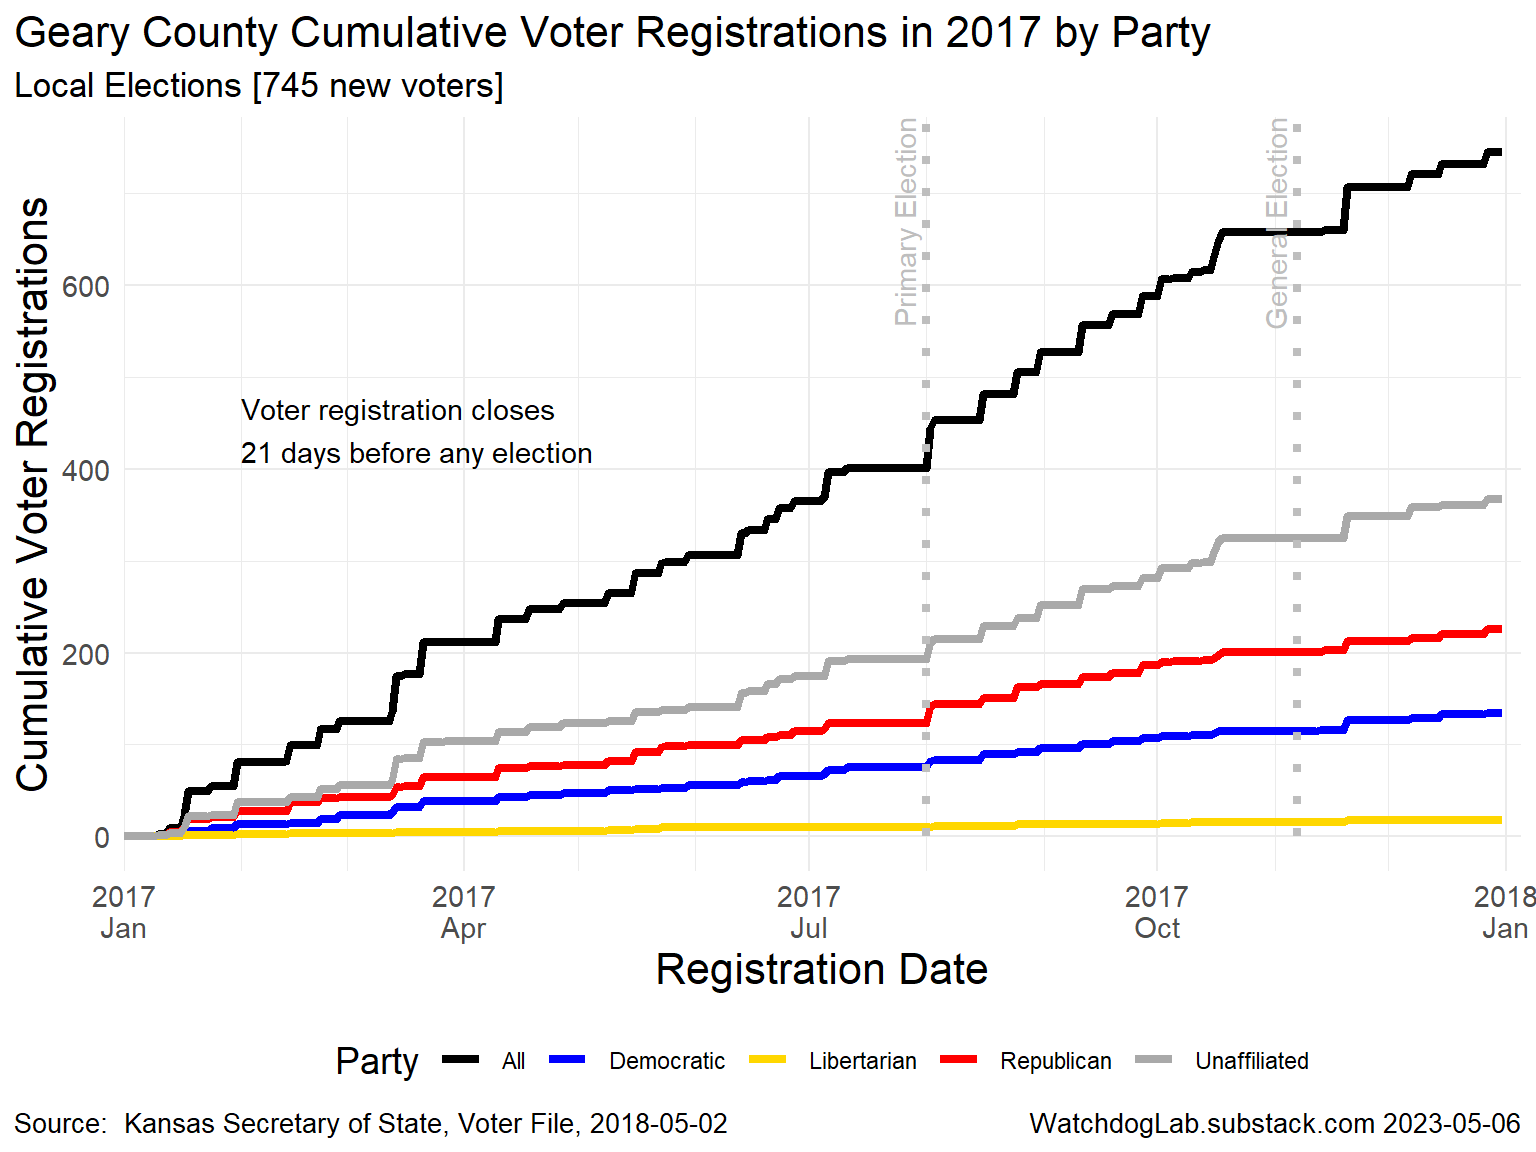 Geary County Cumulative Voter Registrations in 2017 by Party
Local Elections [745 new voters]
Cumulative Voter Registrations
600
400
200
0
Primary Election
General Election
Voter registration closes
21 days before any election
2017 Jan
2017 Apr
2017 Jul
2017 Oct
2018 Jan
Registration Date
Party All Democratic Libertarian Republican Unaffiliated
Source:  Kansas Secretary of State, Voter File, 2018-05-02
WatchdogLab.substack.com 2023-05-06